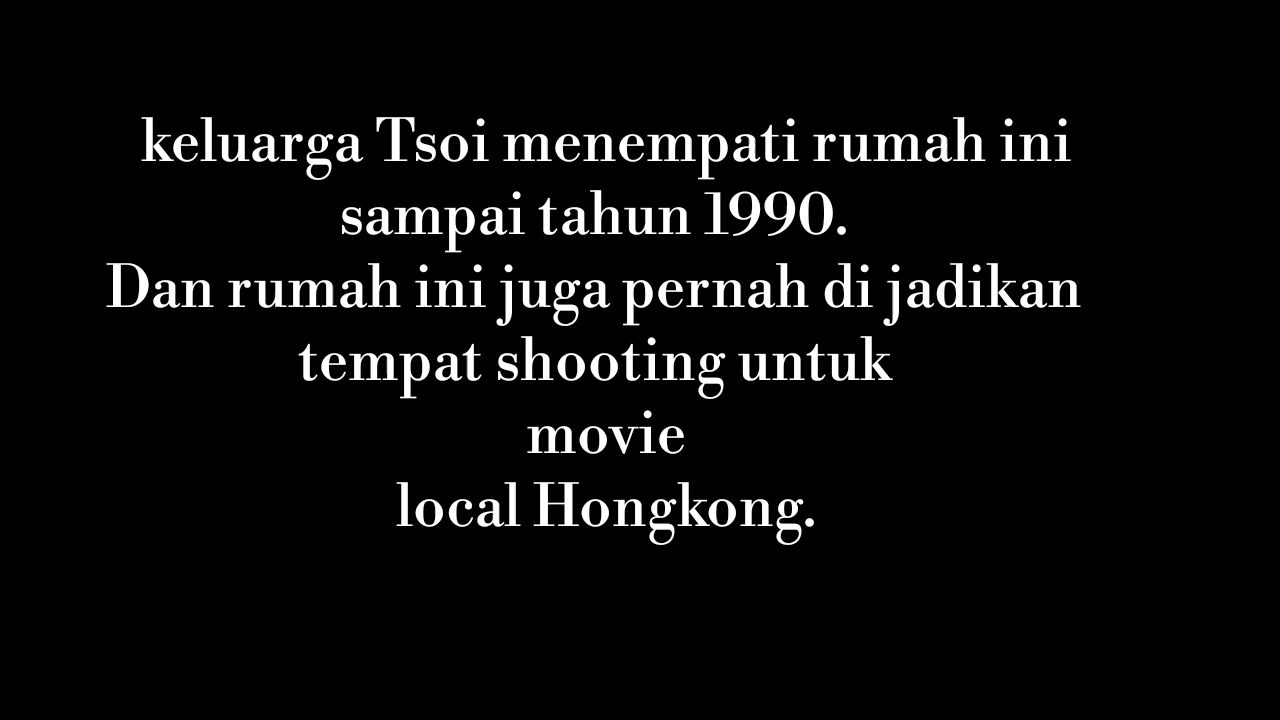 keluarga Tsoi menempati rumah ini
sampai tahun 1990.
Dan rumah ini juga pernah di jadikan
tempat shooting untuk
movie
local Hongkong.